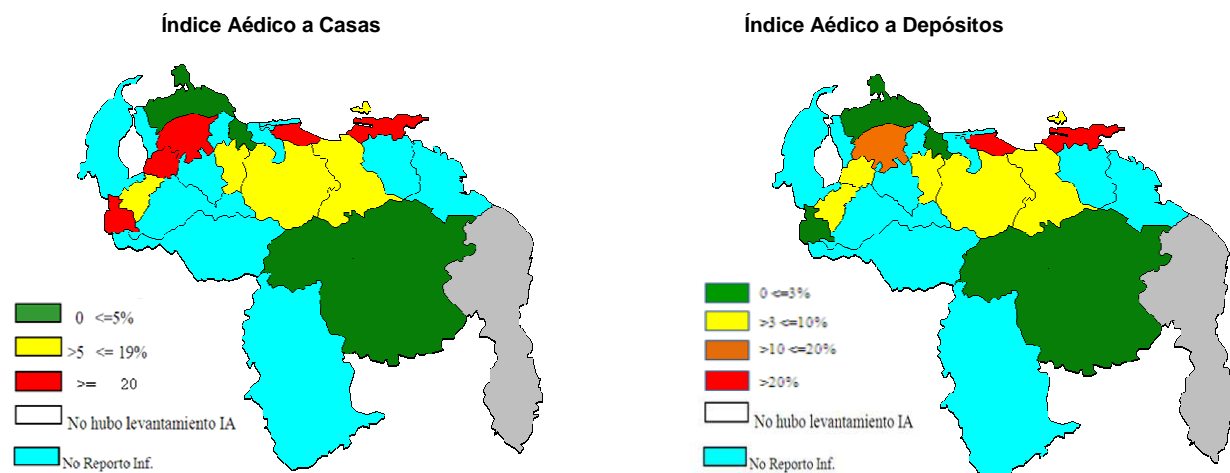 Índice Aédico a Casas
0 <=5%
>5 <= 19%
>= 20
No hubo levantamiento IA
No Reporto Inf.
Índice Aédico a Depósitos
0 <=3%
>3 <=10%
>10 <=20%
>20%
No hubo levantamiento IA
No Reporto Inf.